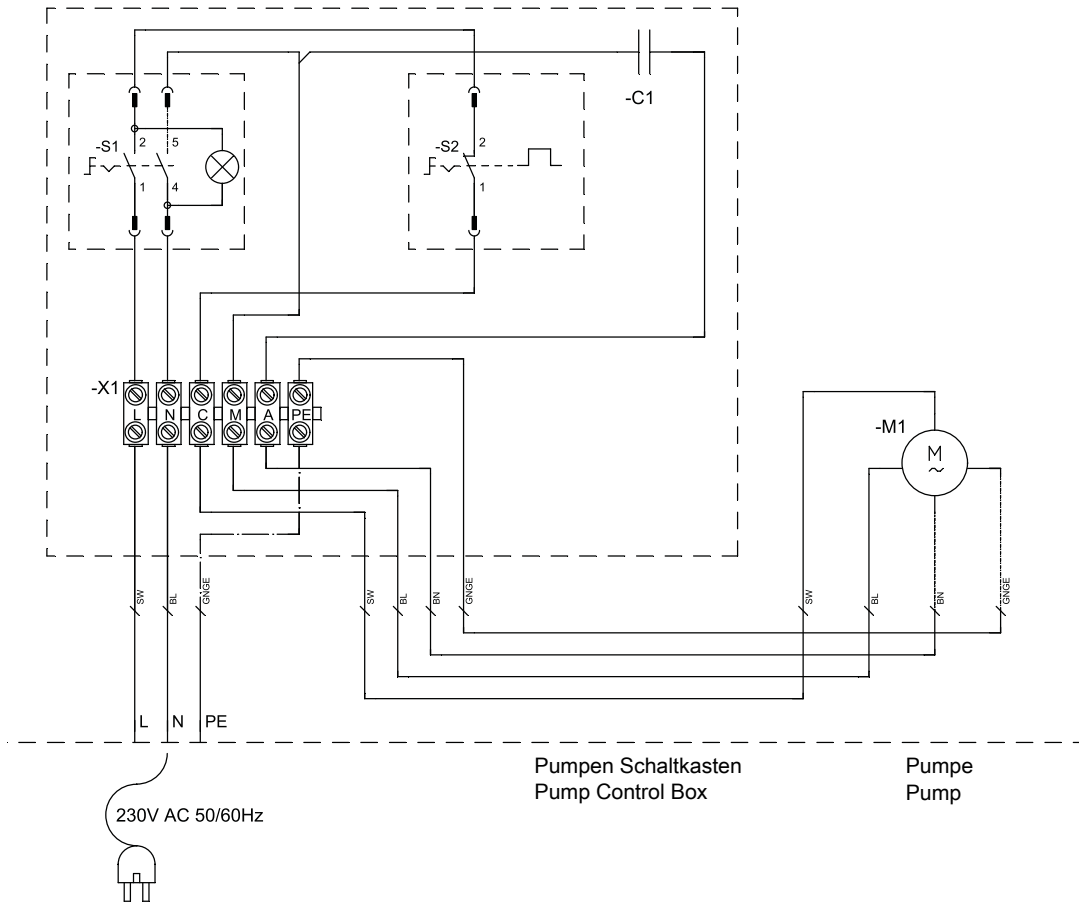 -C1
-S1
2
5
1
4
-S2
2
1
-X1
L
N
C
M
A
PE
-M1
M
~
SW
BL
GNGE
SW
BL
BN
GNGE
SW
BL
BN
GNGE
L
N
PE
Pumpen Schaltkasten
Pump Control Box
Pumpe
Pump
230V AC 50/60Hz